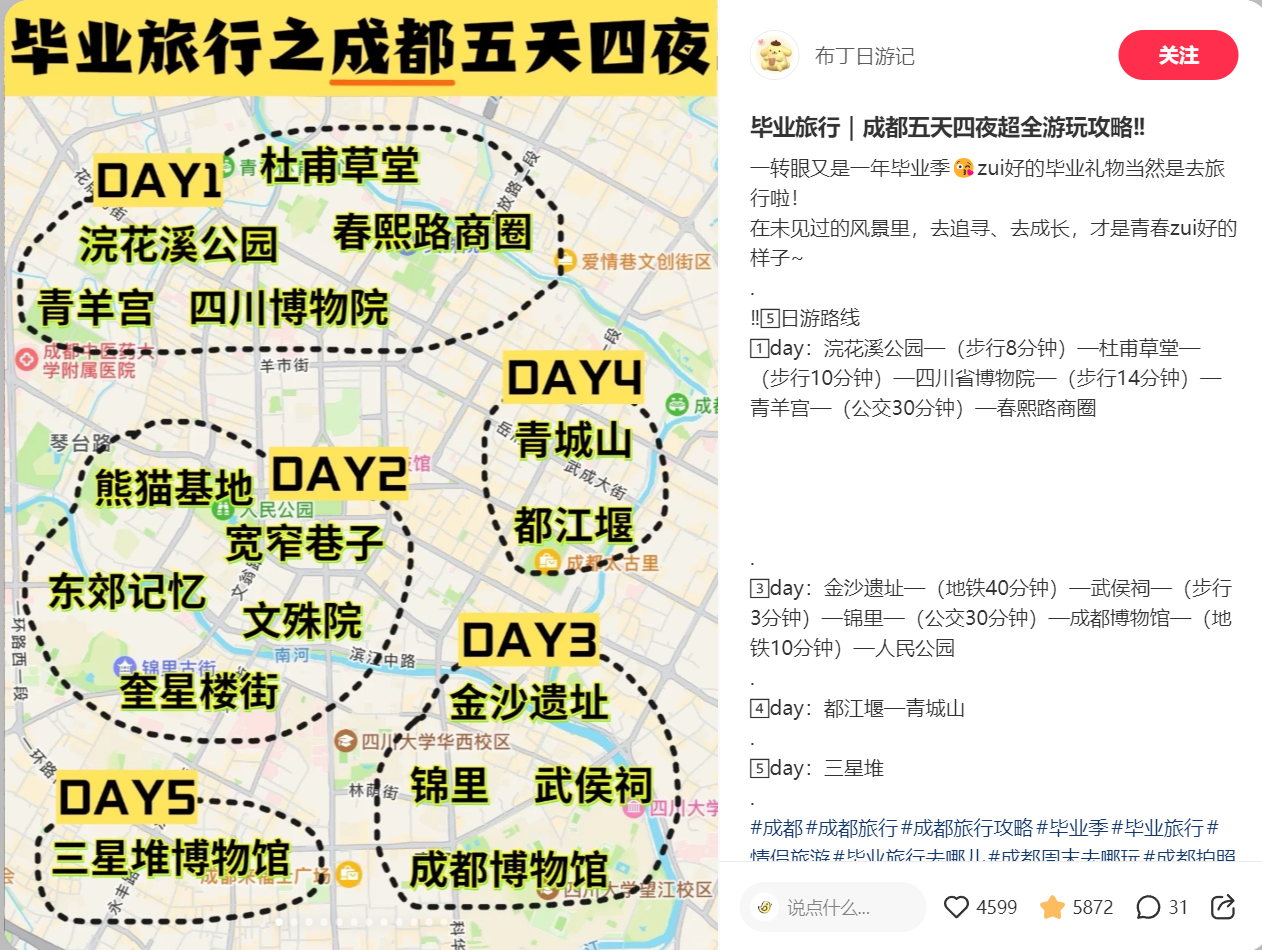 毕业旅行之成都五天四夜
DAY1
杜甫草堂
浣花溪公园
春熙路商圈
青羊宫
四川博物院
爱情巷文创街区
成都中医药大
学附属医院
羊市街
DAY4
青城山
武成大街
都江堰
成都太古里
琴台路
DAY2
熊猫基地
人民公园
宽窄巷子
东郊记忆
文殊院
南河
滨江中路
锦里古街
奎星楼街
一环路西一段
DAY3
金沙遗址
四川大学华西校区
锦里
武侯祠
林荫街
四川大学
成都博物馆
四川大学望江校区
DAY5
三星堆博物馆
永丰路
布丁日游记
关注
毕业旅行｜成都五天四夜超全游玩攻略‼️
一转眼又是一年毕业季😘zui好的毕业礼物当然是去旅
行啦！
在未见过的风景里，去追寻、去成长，才是青春zui好的
样子~
.
‼️5️⃣日游路线
1️⃣day：浣花溪公园—（步行8分钟）—杜甫草堂—
（步行10分钟）—四川省博物院—（步行14分钟）—
青羊宫—（公交30分钟）—春熙路商圈
.
3️⃣day：金沙遗址—（地铁40分钟）—武侯祠—（步行
3分钟）—锦里—（公交30分钟）—成都博物馆—（地
铁10分钟）—人民公园
.
4️⃣day：都江堰—青城山
.
5️⃣day：三星堆
.
#成都 #成都旅行 #成都旅行攻略 #毕业季 #毕业旅行 #
情侣旅游 #毕业旅行去哪儿 #成都周末去哪玩 #成都拍照
说点什么...
4599
5872
31